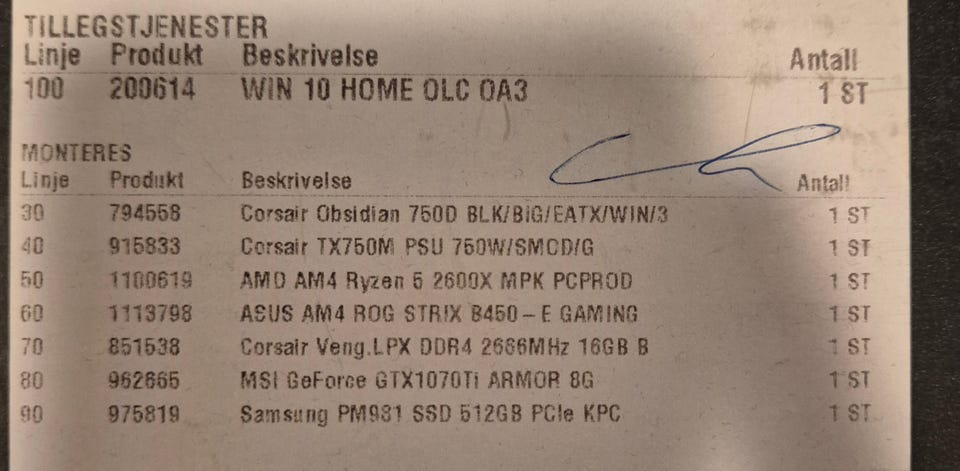 TILLEGSTJENESTER
Linje Produkt Beskrivelse Antall
100 200614 WIN 10 HOME OLC OA3 1 ST
MONTERES
Linje Produkt Beskrivelse Antall
30 794558 Corsair Obsidian 750D BLK/BIG/EATX/WIN/3 1 ST
40 915833 Corsair TX750M PSU 750W/SMCD/G 1 ST
50 1100619 AMD AM4 Ryzen 5 2600X MPK PCPROD 1 ST
60 1113798 ASUS AM4 ROG STRIX B450-E GAMING 1 ST
70 851538 Corsair Veng.LPX DDR4 2666MHz 16GB B 1 ST
80 962665 MSI GeForce GTX1070Ti ARMOR 8G 1 ST
90 975819 Samsung PM981 SSD 512GB PCIe KPC 1 ST